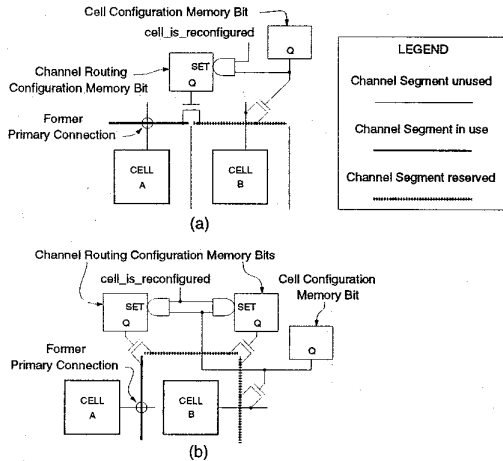 Cell Configuration Memory Bit
cell_is_reconfigured
Q
SET
Q
Channel Routing
Configuration Memory Bit
Former
Primary Connection
CELL
A
CELL
B
(a)
LEGEND
Channel Segment unused
Channel Segment in use
Channel Segment reserved
Channel Routing Configuration Memory Bits
cell_is_reconfigured
Cell Configuration
Memory Bit
SET
Q
SET
Q
Q
Former
Primary Connection
CELL
A
CELL
B
(b)